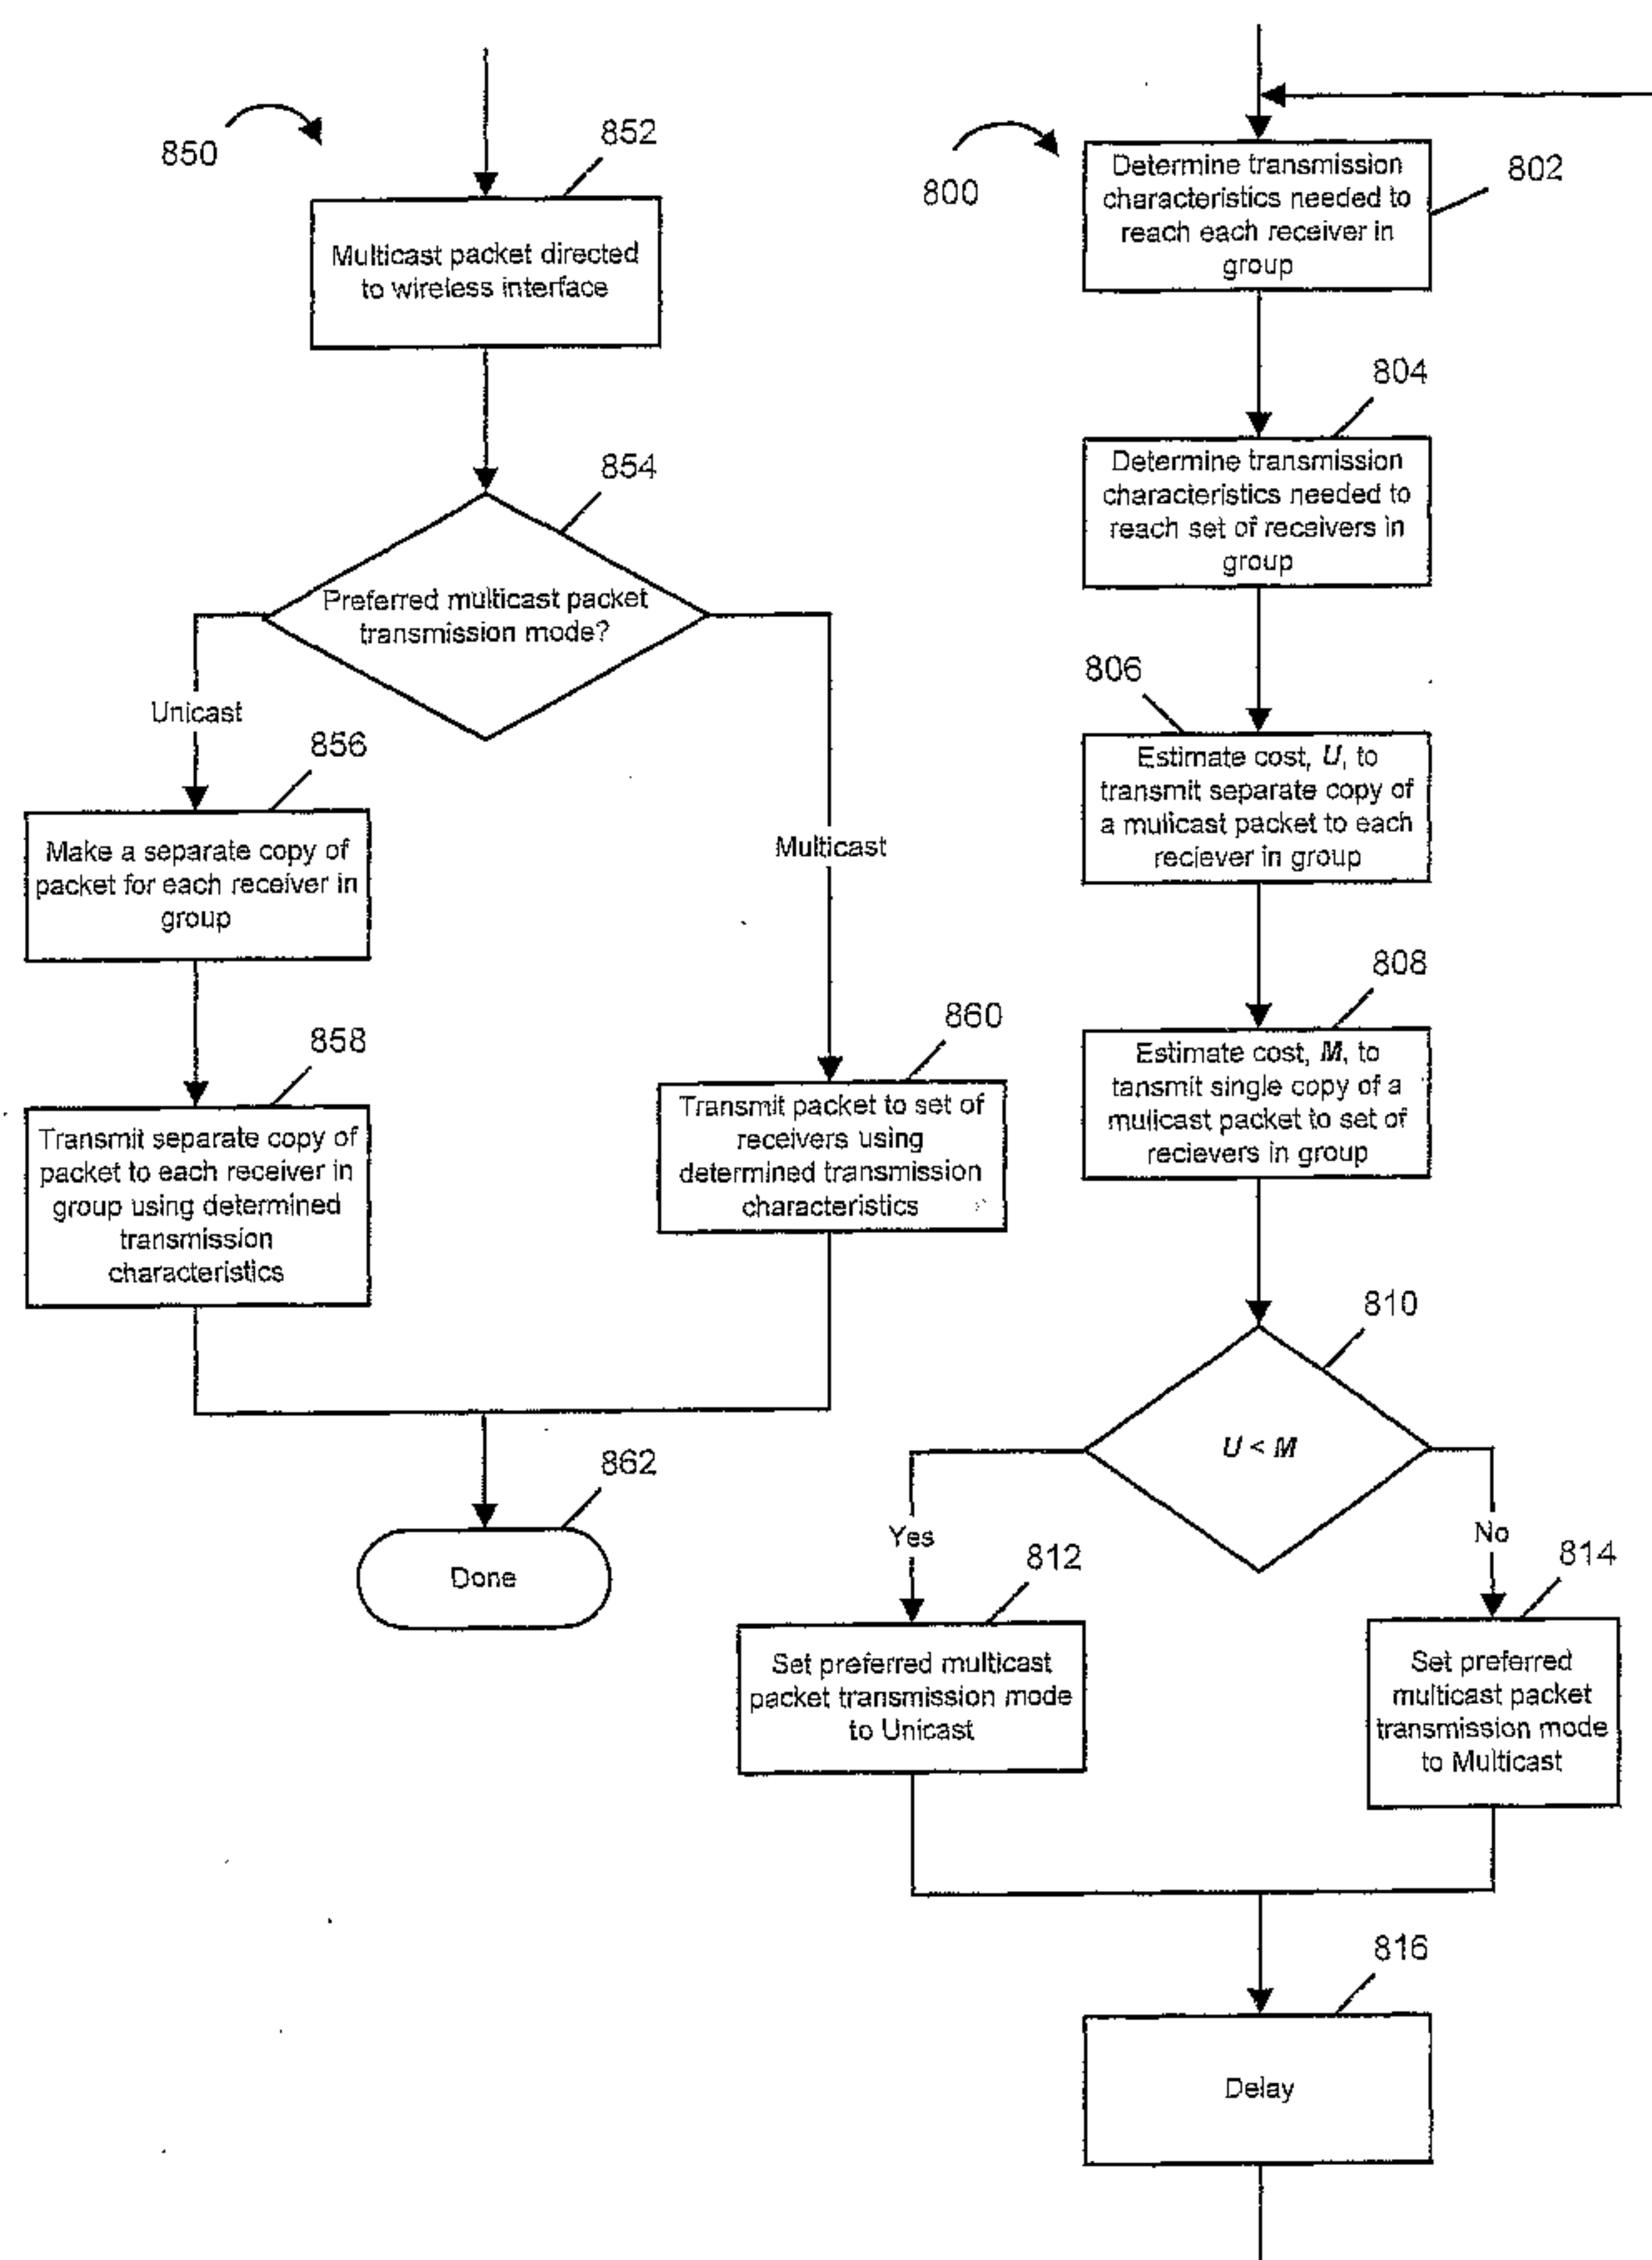 850
852
Multicast packet directed
to wireless interface
854
Preferred multicast packet
transmission mode?
Unicast
Multicast
856
Make a separate copy of
packet for each receiver in
group
858
Transmit separate copy of
packet to each receiver in
group using determined
transmission
characteristics
860
Transmit packet to set of
receivers using
determined transmission
characteristics
862
Done
800
802
Determine transmission
characteristics needed to
reach each receiver in
group
804
Determine transmission
characteristics needed to
reach set of receivers in
group
806
Estimate cost, U, to
transmit separate copy of
a mulicast packet to each
reciever in group
808
Estimate cost, M, to
tansmit single copy of a
mulicast packet to set of
recievers in group
810
U < M
Yes
No
812
Set preferred multicast
packet transmission mode
to Unicast
814
Set preferred
multicast packet
transmission mode
to Multicast
816
Delay